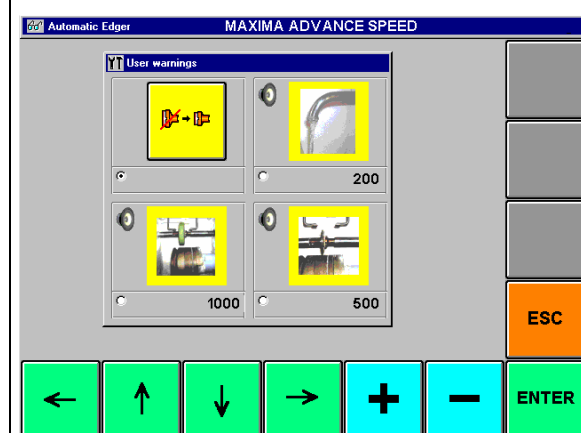 Automatic Edger MAXIMA ADVANCE SPEED
User warnings
200
1000 500
ESC
ENTER